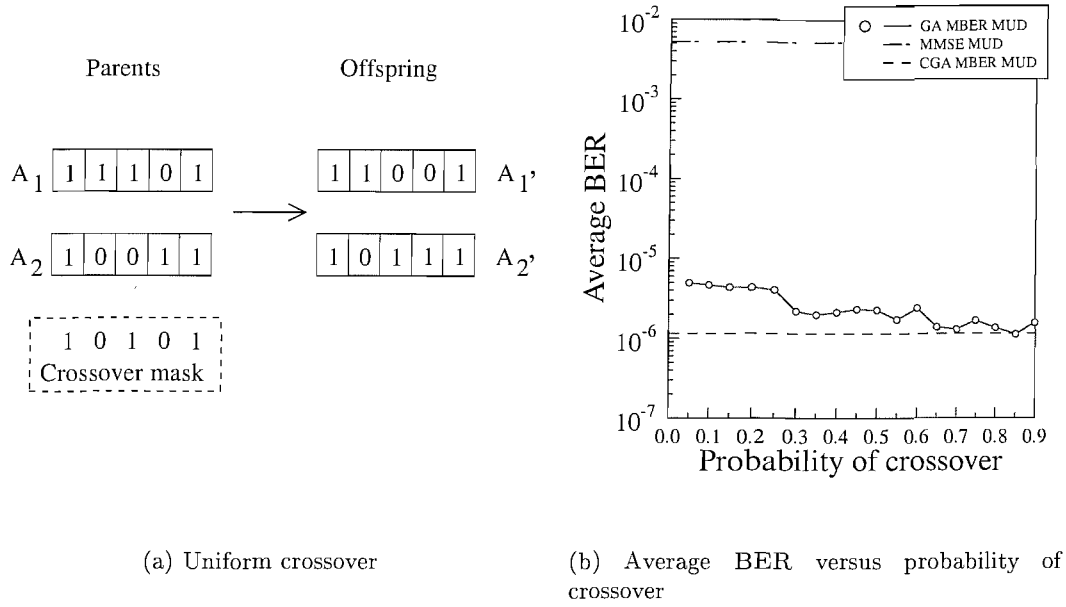 Parents
Offspring
A1 1 1 1 0 1
1 1 0 0 1 A1’
A2 1 0 0 1 1
1 0 1 1 1 A2’
1 0 1 0 1
Crossover mask
GA MBER MUD
MMSE MUD
CGA MBER MUD
Average BER
10-2
10-3
10-4
10-5
10-6
10-7
0.0 0.1 0.2 0.3 0.4 0.5 0.6 0.7 0.8 0.9
Probability of crossover
(a) Uniform crossover
(b) Average BER versus probability of
crossover